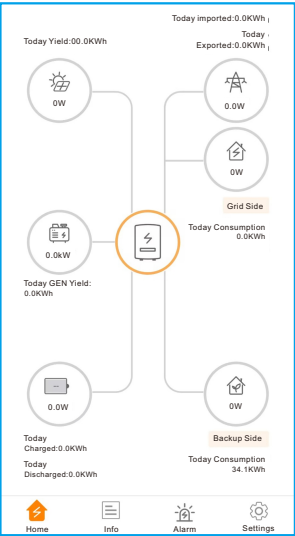 Today imported:0.0KWh
Today Yield:00.0KWh
Today
Exported:0.0KWh
0W
0.0W
0W
Grid Side
Today Consumption
0.0KWh
0.0kW
Today GEN Yield:
0.0KWh
0.0W
0W
Today
Charged:0.0KWh
Backup Side
Today
Discharged:0.0KWh
Today Consumption
34.1KWh
Home
Info
Alarm
Settings